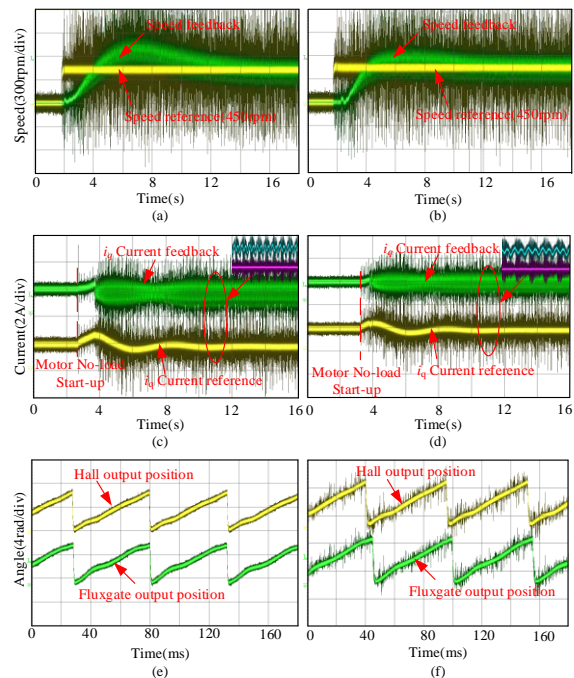 Speed feedback
Speed reference(450rpm)
Speed(300rpm/div)
0 4 8 12 16
Time(s)
(a)
Speed feedback
Speed reference(450rpm)
0 4 8 12 16
Time(s)
(b)
iq Current feedback
Motor No-load
Start-up
iq Current reference
Current(2A/div)
0 4 8 12 16
Time(s)
(c)
iq Current feedback
Motor No-load
Start-up
iq Current reference
0 4 8 12 16
Time(s)
(d)
Hall output position
Fluxgate output position
Angle(4rad/div)
0 40 80 120 160
Time(ms)
(e)
Hall output position
Fluxgate output position
0 40 80 120 160
Time(ms)
(f)